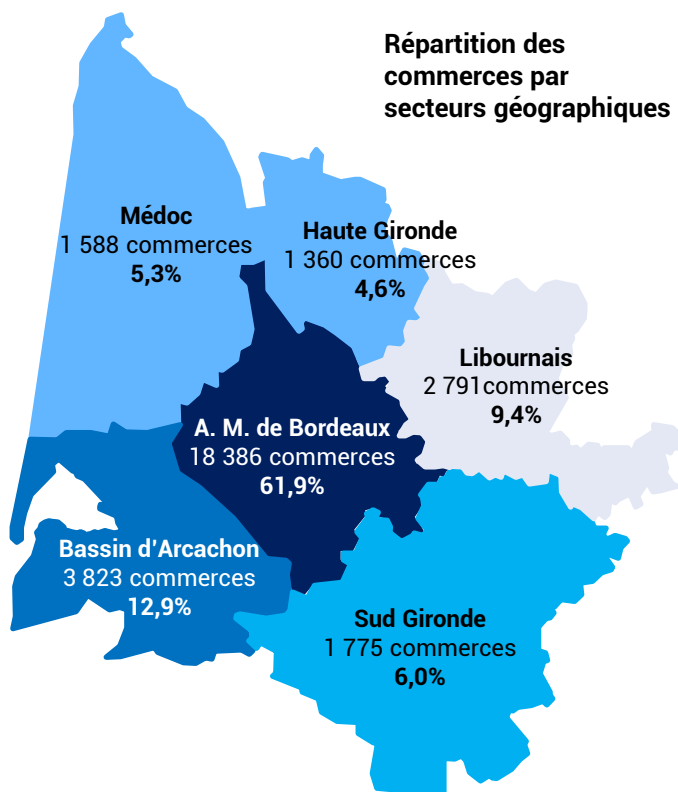 Répartition des
commerces par
secteurs géographiques
Médoc
1 588 commerces
5,3%
Haute Gironde
1 360 commerces
4,6%
Libournais
2 791commerces
9,4%
A. M. de Bordeaux
18 386 commerces
61,9%
Bassin d'Arcachon
3 823 commerces
12,9%
Sud Gironde
1 775 commerces
6,0%